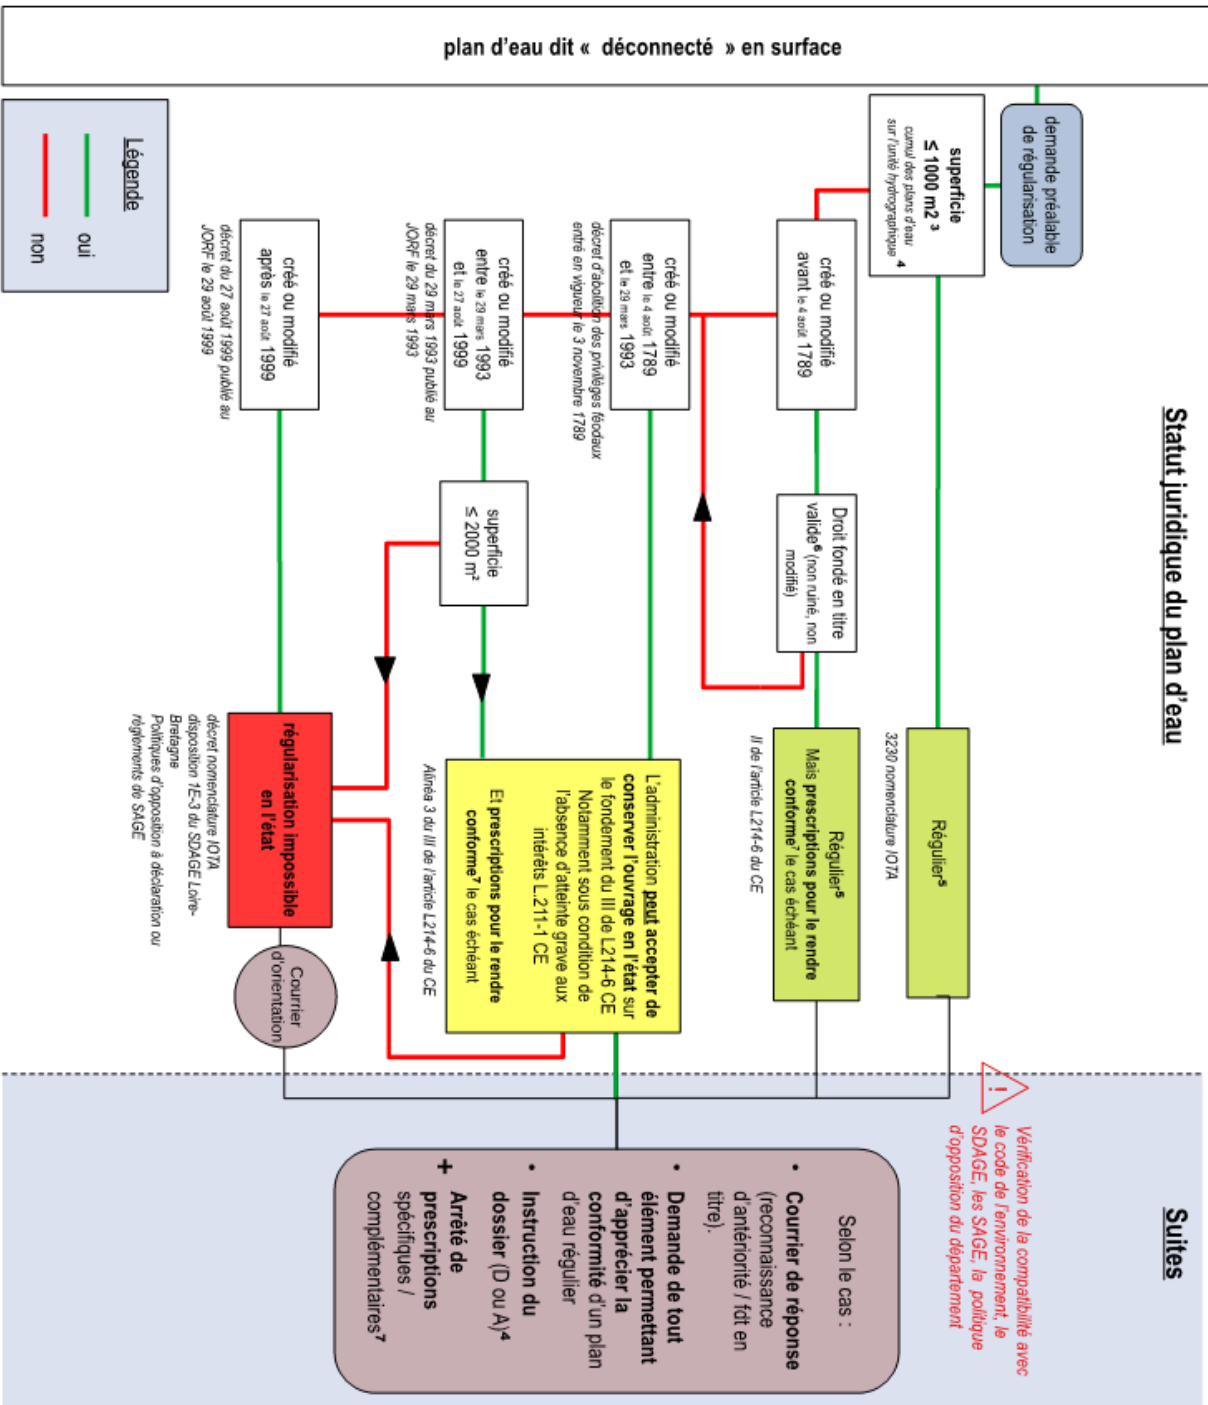 plan d'eau dit « déconnecté » en surface
Statut juridique du plan d'eau
Suites
demande préalable
de régularisation
superficie
≤ 1000 m2 ³
cumul des plans d'eau
sur l'unité hydrographique ⁴
Régulier⁵
3230 nomenclature IOTA
Vérification de la compatibilité avec
le code de l'environnement, le
SDAGE, les SAGE, la politique
d'opposition du département
créé ou modifié
avant le 4 août 1789
Droit fondé en titre
valide⁶ (non ruiné, non
modifié)
Régulier⁵
Mais prescriptions pour le rendre
conforme⁷ le cas échéant
II de l'article L214-6 du CE
créé ou modifié
entre le 4 août 1789
et le 29 mars 1993
décret d'abolition des privilèges féodaux
entré en vigueur le 3 novembre 1789
L'administration peut accepter de
conserver l'ouvrage en l'état sur
le fondement du III de L214-6 CE
Notamment sous condition de
l'absence d'atteinte grave aux
intérêts L.211-1 CE
Et prescriptions pour le rendre
conforme⁷ le cas échéant
Alinéa 3 du III de l'article L214-6 du CE
créé ou modifié
entre le 29 mars 1993
et le 27 août 1999
décret du 29 mars 1993 publié au
JORF le 29 mars 1993
superficie
≤ 2000 m²
créé ou modifié
après le 27 août 1999
décret du 27 août 1999 publié au
JORF le 29 août 1999
régularisation impossible
en l'état
décret nomenclature IOTA
disposition 1E-3 du SDAGE Loire-
Bretagne
Politiques d'opposition à déclaration ou
règlements de SAGE
Courrier
d'orientation
Selon le cas :
• Courrier de réponse
(reconnaissance
d'antériorité / fdt en
titre).
• Demande de tout
élément permettant
d'apprécier la
conformité d'un plan
d'eau régulier
• Instruction du
dossier (D ou A)⁴
+ Arrêté de
prescriptions
spécifiques /
complémentaires⁷
Légende
oui
non